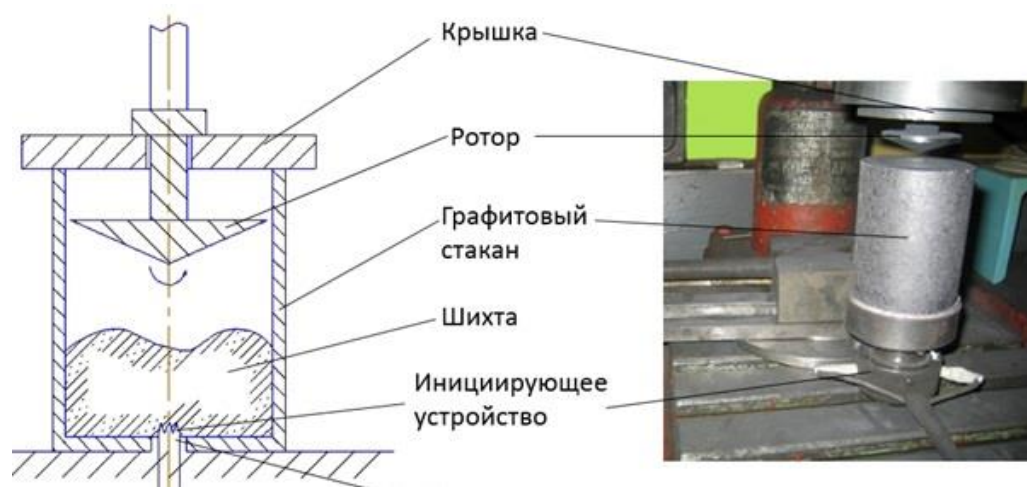 Крышка
Ротор
Графитовый
стакан
Шихта
Инициирующее
устройство